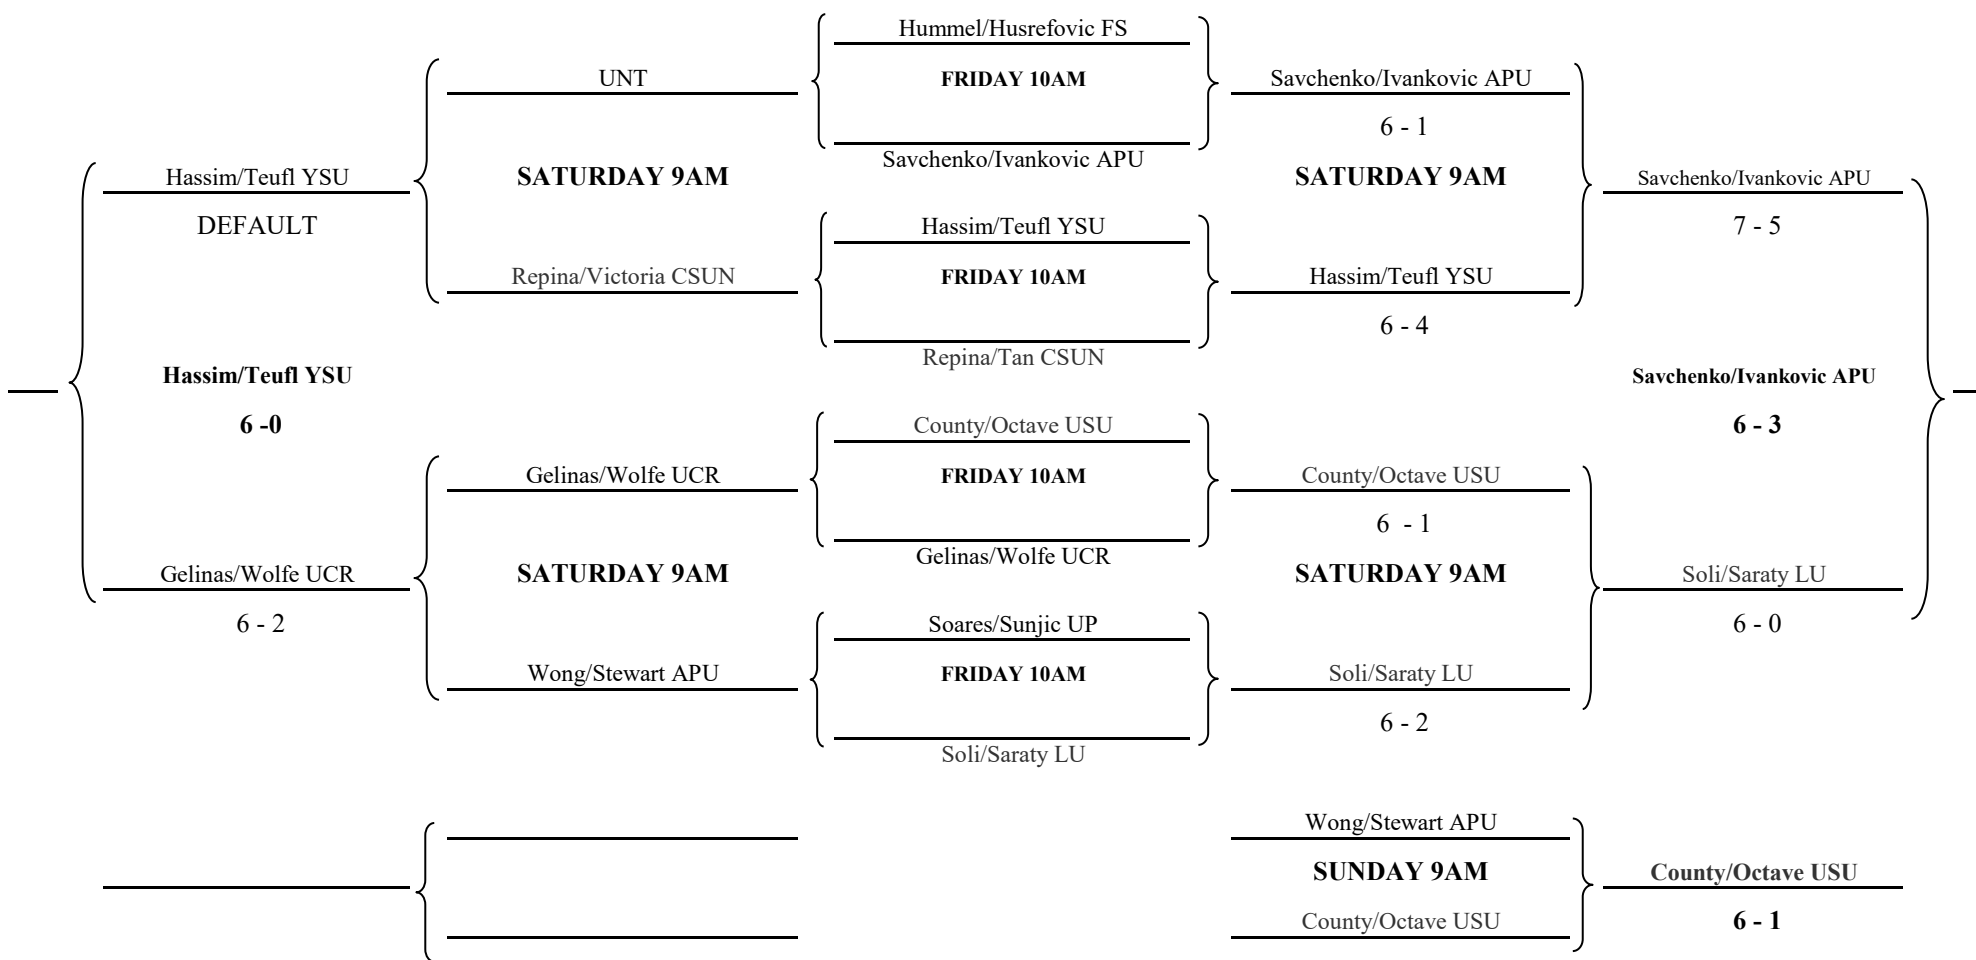 Hummel/Husrefovic FS
UNT
FRIDAY 10AM
Savchenko/Ivankovic APU
6 - 1
Savchenko/Ivankovic APU
Hassim/Teufl YSU
SATURDAY 9AM
SATURDAY 9AM
Savchenko/Ivankovic APU
DEFAULT
Hassim/Teufl YSU
7 - 5
Repina/Victoria CSUN
FRIDAY 10AM
Hassim/Teufl YSU
6 - 4
Repina/Tan CSUN
Hassim/Teufl YSU
Savchenko/Ivankovic APU
6 -0
County/Octave USU
6 - 3
Gelinas/Wolfe UCR
FRIDAY 10AM
County/Octave USU
6 - 1
Gelinas/Wolfe UCR
Gelinas/Wolfe UCR
SATURDAY 9AM
SATURDAY 9AM
Soli/Saraty LU
6 - 2
Soares/Sunjic UP
6 - 0
Wong/Stewart APU
FRIDAY 10AM
Soli/Saraty LU
6 - 2
Soli/Saraty LU
Wong/Stewart APU
SUNDAY 9AM
County/Octave USU
County/Octave USU
6 - 1